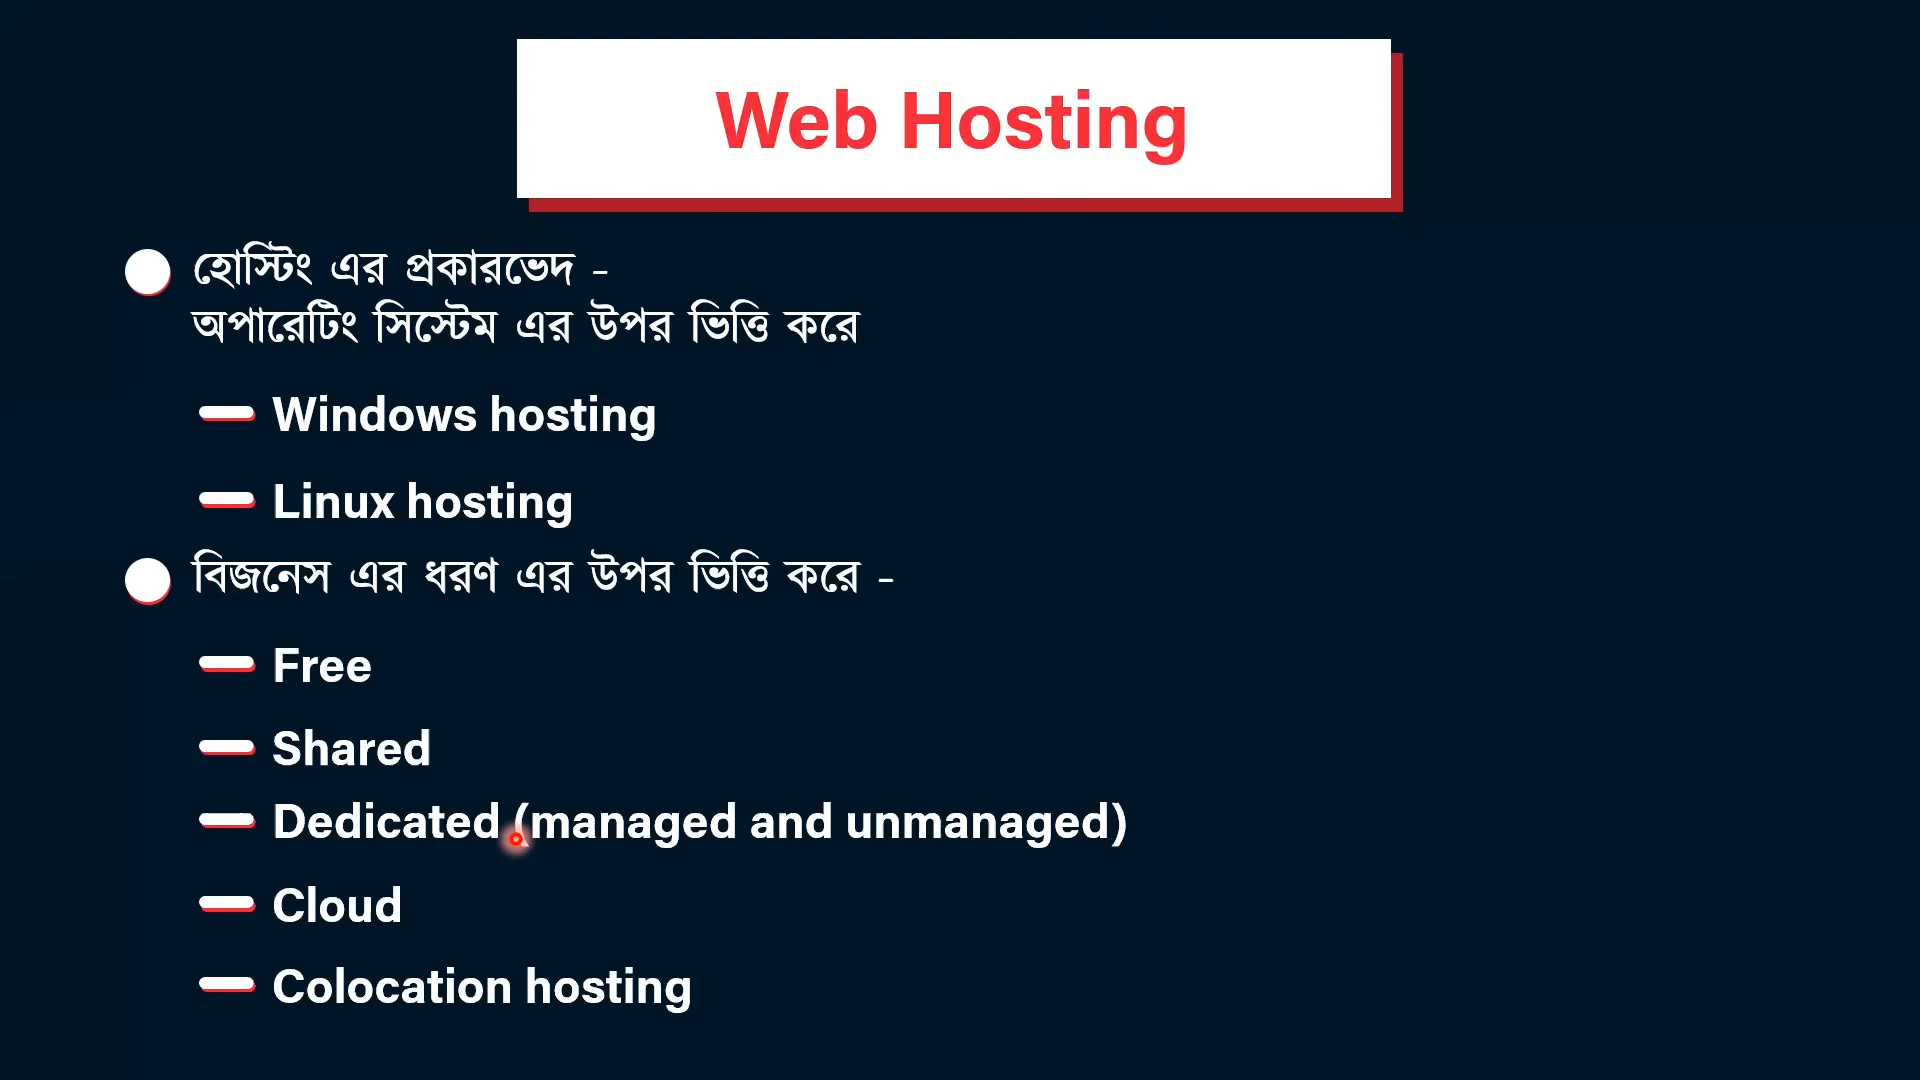 Web Hosting
হোস্টিং এর প্রকারভেদ -
অপারেটিং সিস্টেম এর উপর ভিত্তি করে
Windows hosting
Linux hosting
বিজনেস এর ধরণ এর উপর ভিত্তি করে -
Free
Shared
Dedicated (managed and unmanaged)
Cloud
Colocation hosting